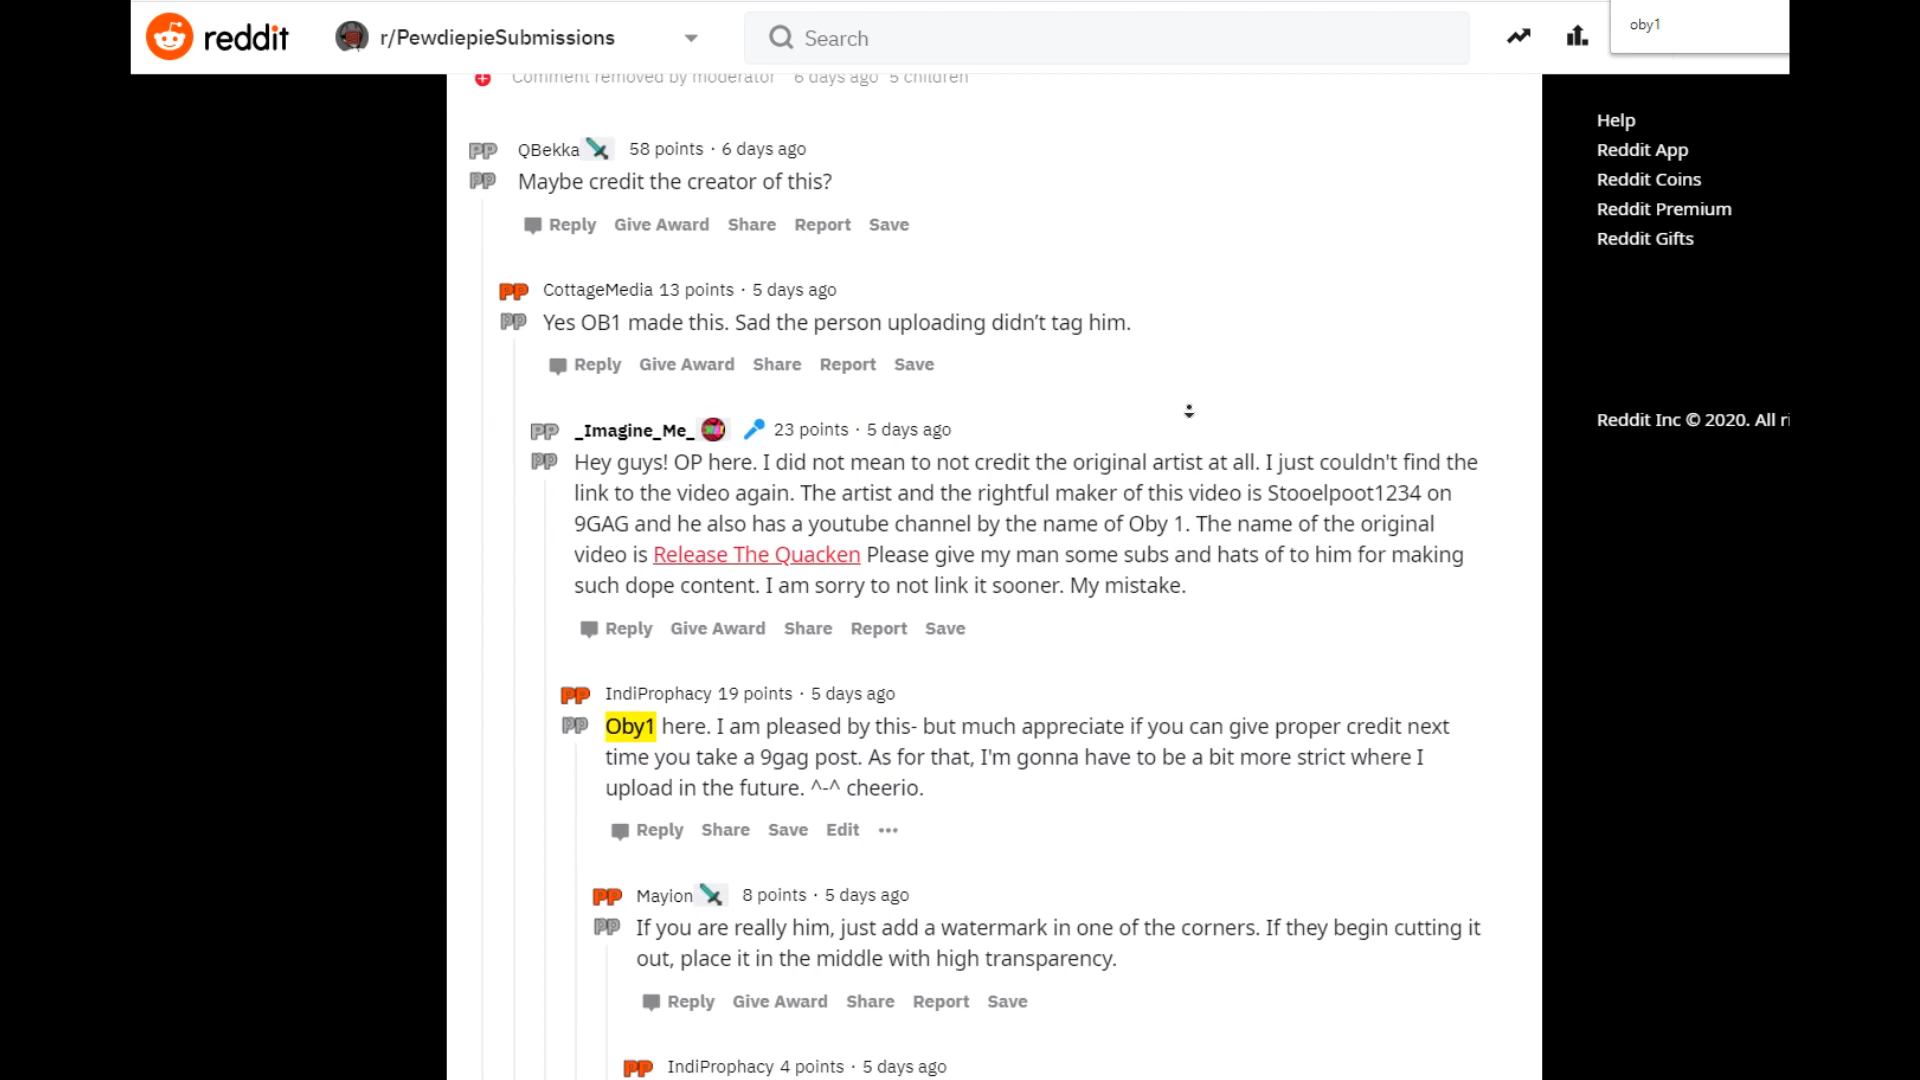 reddit
r/PewdiepieSubmissions
Search
oby1
Comment removed by moderator 6 days ago 5 children
QBekka 58 points · 6 days ago
Maybe credit the creator of this?
Reply Give Award Share Report Save
CottageMedia 13 points · 5 days ago
Yes OB1 made this. Sad the person uploading didn’t tag him.
Reply Give Award Share Report Save
_Imagine_Me_ 23 points · 5 days ago
Hey guys! OP here. I did not mean to not credit the original artist at all. I just couldn't find the
link to the video again. The artist and the rightful maker of this video is Stooelpoot1234 on
9GAG and he also has a youtube channel by the name of Oby 1. The name of the original
video is Release The Quacken Please give my man some subs and hats of to him for making
such dope content. I am sorry to not link it sooner. My mistake.
Reply Give Award Share Report Save
IndiProphacy 19 points · 5 days ago
Oby1 here. I am pleased by this- but much appreciate if you can give proper credit next
time you take a 9gag post. As for that, I'm gonna have to be a bit more strict where I
upload in the future. ^-^ cheerio.
Reply Share Save Edit •••
Mayion 8 points · 5 days ago
If you are really him, just add a watermark in one of the corners. If they begin cutting it
out, place it in the middle with high transparency.
Reply Give Award Share Report Save
IndiProphacy 4 points · 5 days ago
Help
Reddit App
Reddit Coins
Reddit Premium
Reddit Gifts
Reddit Inc © 2020. All ri